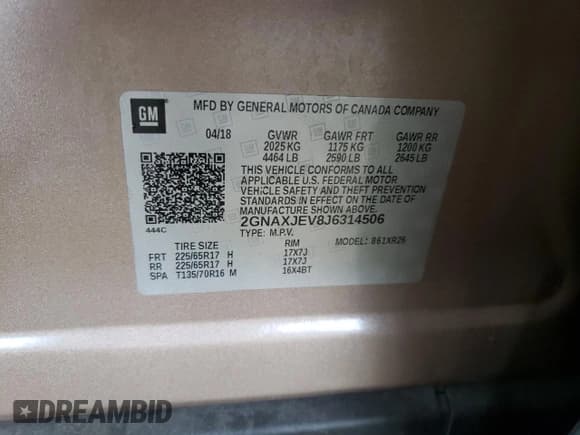 GM
MFD BY GENERAL MOTORS OF CANADA COMPANY
04/18 GVWR GAWR FRT GAWR RR
2025 KG 1175 KG 1200 KG
4464 LB 2590 LB 2645 LB
THIS VEHICLE CONFORMS TO ALL
APPLICABLE U.S. FEDERAL MOTOR
VEHICLE SAFETY AND THEFT PREVENTION
STANDARDS IN EFFECT ON THE DATE OF
MANUFACTURE SHOWN ABOVE.
2GNAXJEV8J6314506
444C TYPE: M.P.V.
MODEL: 861XR26
TIRE SIZE RIM
FRT 225/65R17 H 17X7J
RR 225/65R17 H 17X7J
SPA T135/70R16 M 16X4BT
DREAMBID